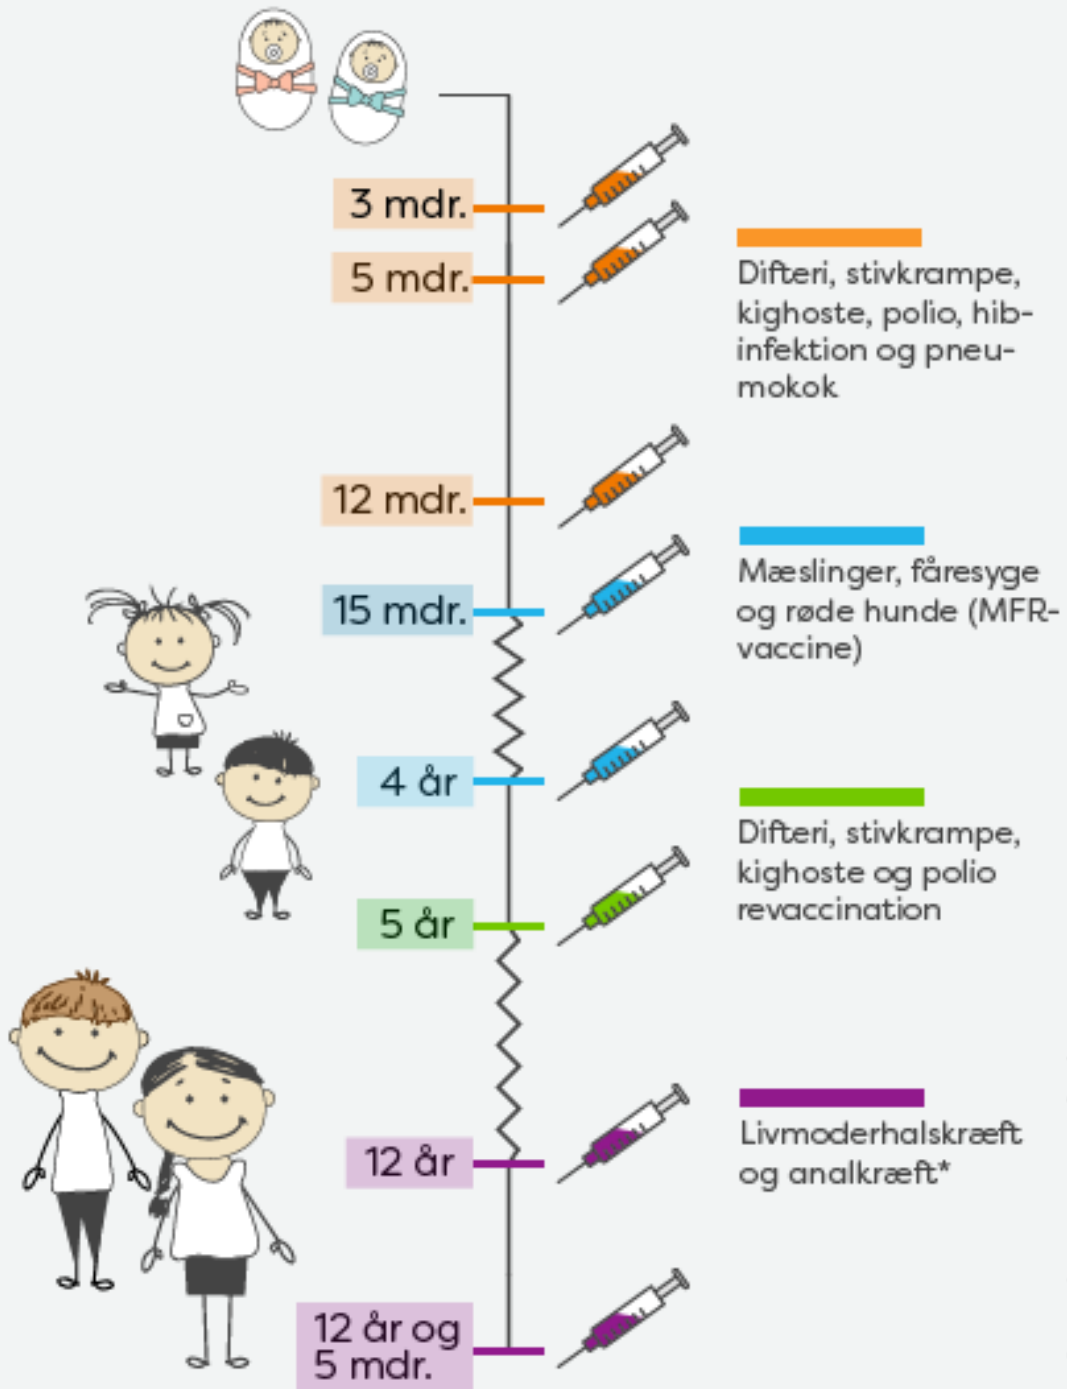 3 mdr.
5 mdr.
Difteri, stivkrampe,
kighoste, polio, hib-
infektion og pneu-
mokok
12 mdr.
15 mdr.
Mæslinger, fåresyge
og røde hunde (MFR-
vaccine)
4 år
5 år
Difteri, stivkrampe,
kighoste og polio
revaccination
12 år
Livmoderhalskræft
og analkræft*
12 år og
5 mdr.